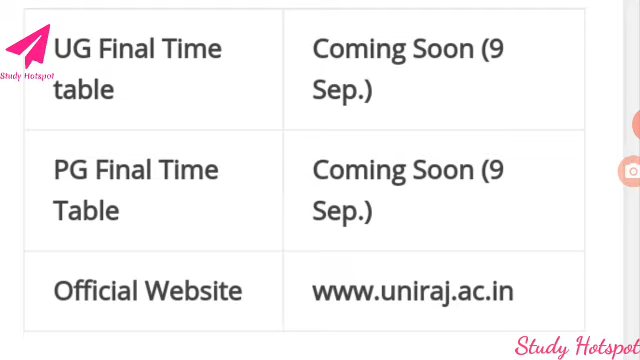 UG Final Time
table
Coming Soon (9
Sep.)
PG Final Time
Table
Coming Soon (9
Sep.)
Official Website
www.uniraj.ac.in
Study Hotspot
Study Hotspot